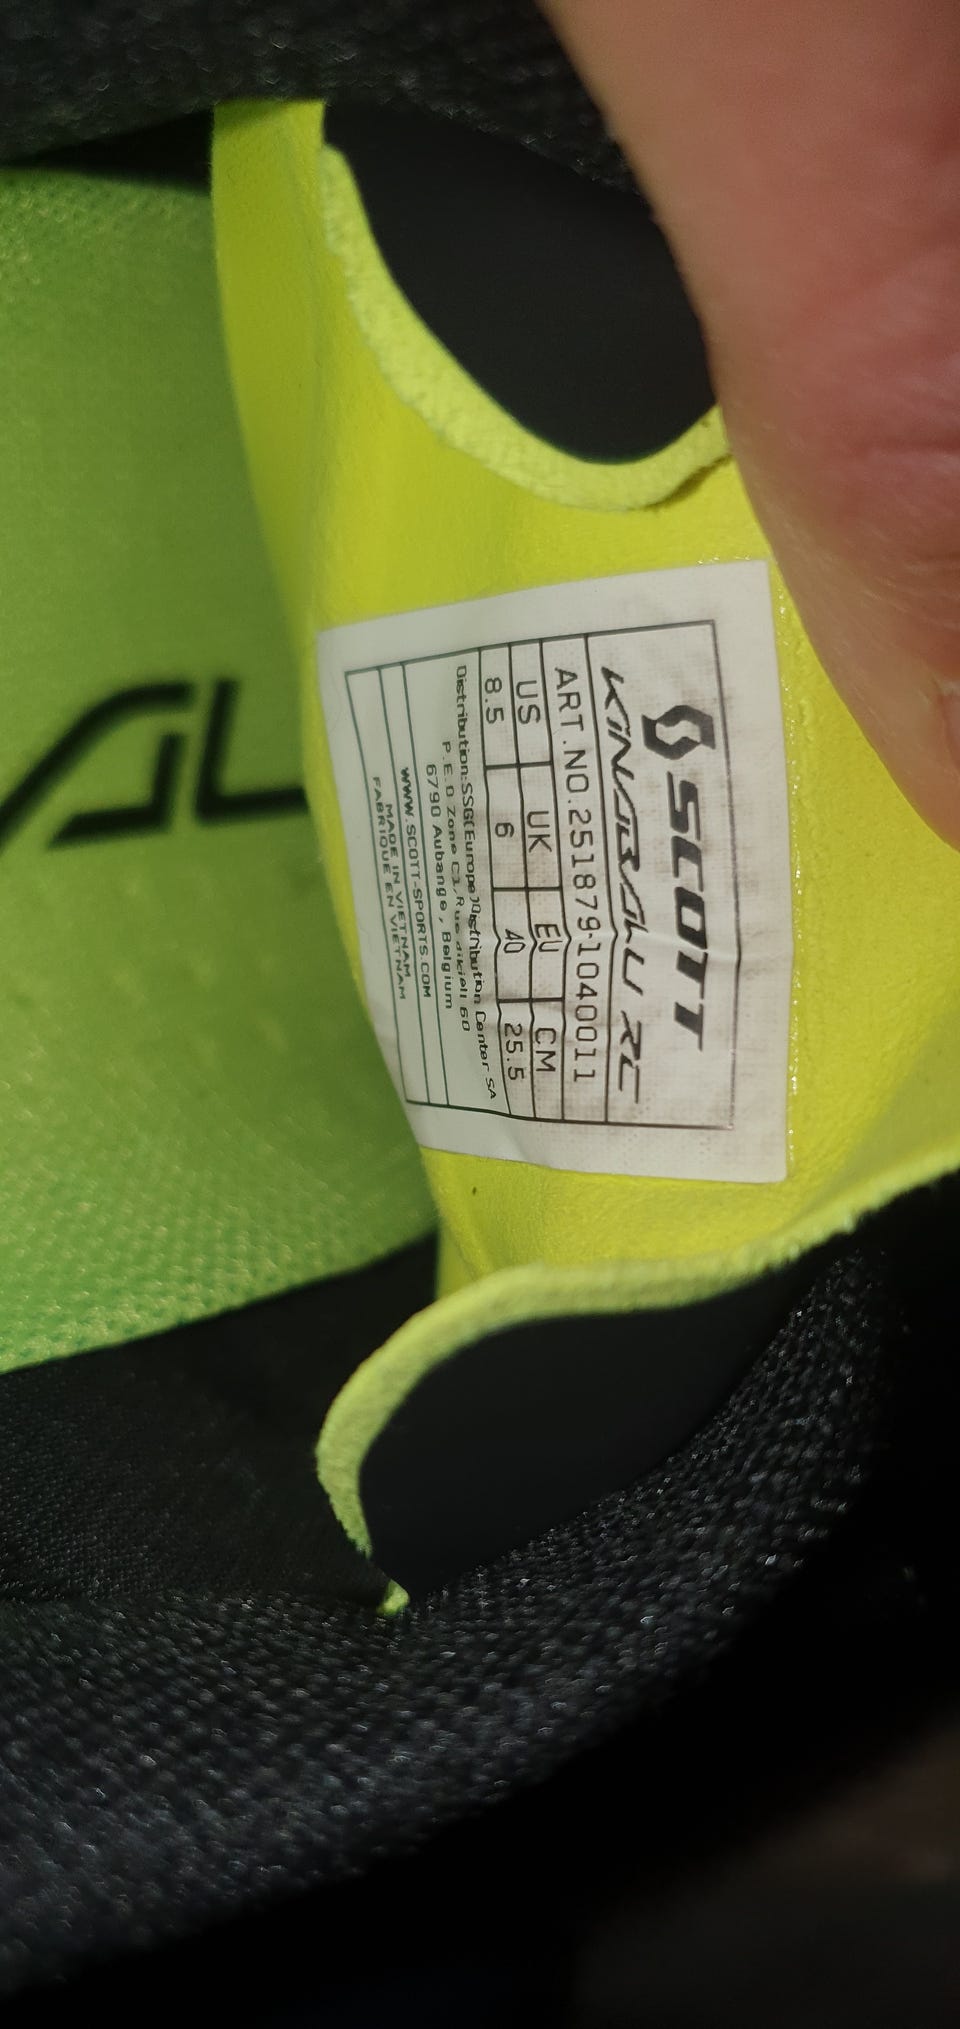 SCOTT
KINABALU RC
ART.NO.251879-1040011
US UK EU CM
8.5 6 40 25.5
Distribution:SSG(Europe)Distribution Center SA
P.E.D Zone C1,Rue dikiell 60
6790 Aubange, Belgium
WWW.SCOTT-SPORTS.COM
MADE IN VIETNAM
FABRIQUE EN VIETNAM